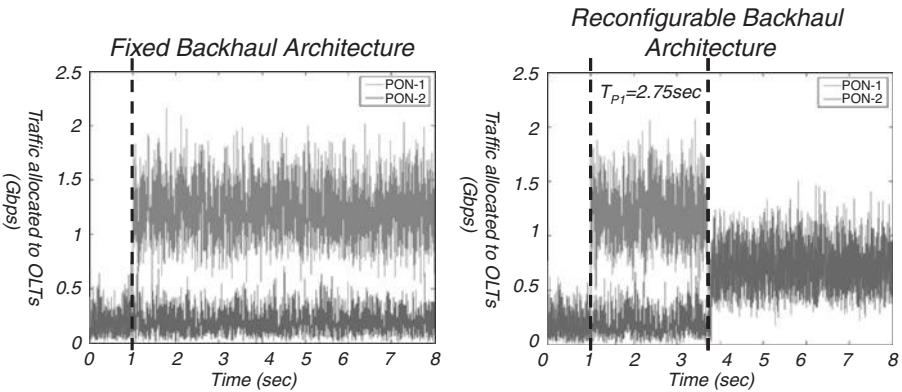 Fixed Backhaul Architecture
2.5
2
1.5
1
0.5
0
Traffic allocated to OLTs
(Gbps)
PON-1
PON-2
0 1 2 3 4 5 6 7 8
Time (sec)
Reconfigurable Backhaul
Architecture
2.5
2
1.5
1
0.5
0
Traffic allocated to OLTs
(Gbps)
T_P1=2.75sec
PON-1
PON-2
0 1 2 3 4 5 6 7 8
Time (sec)